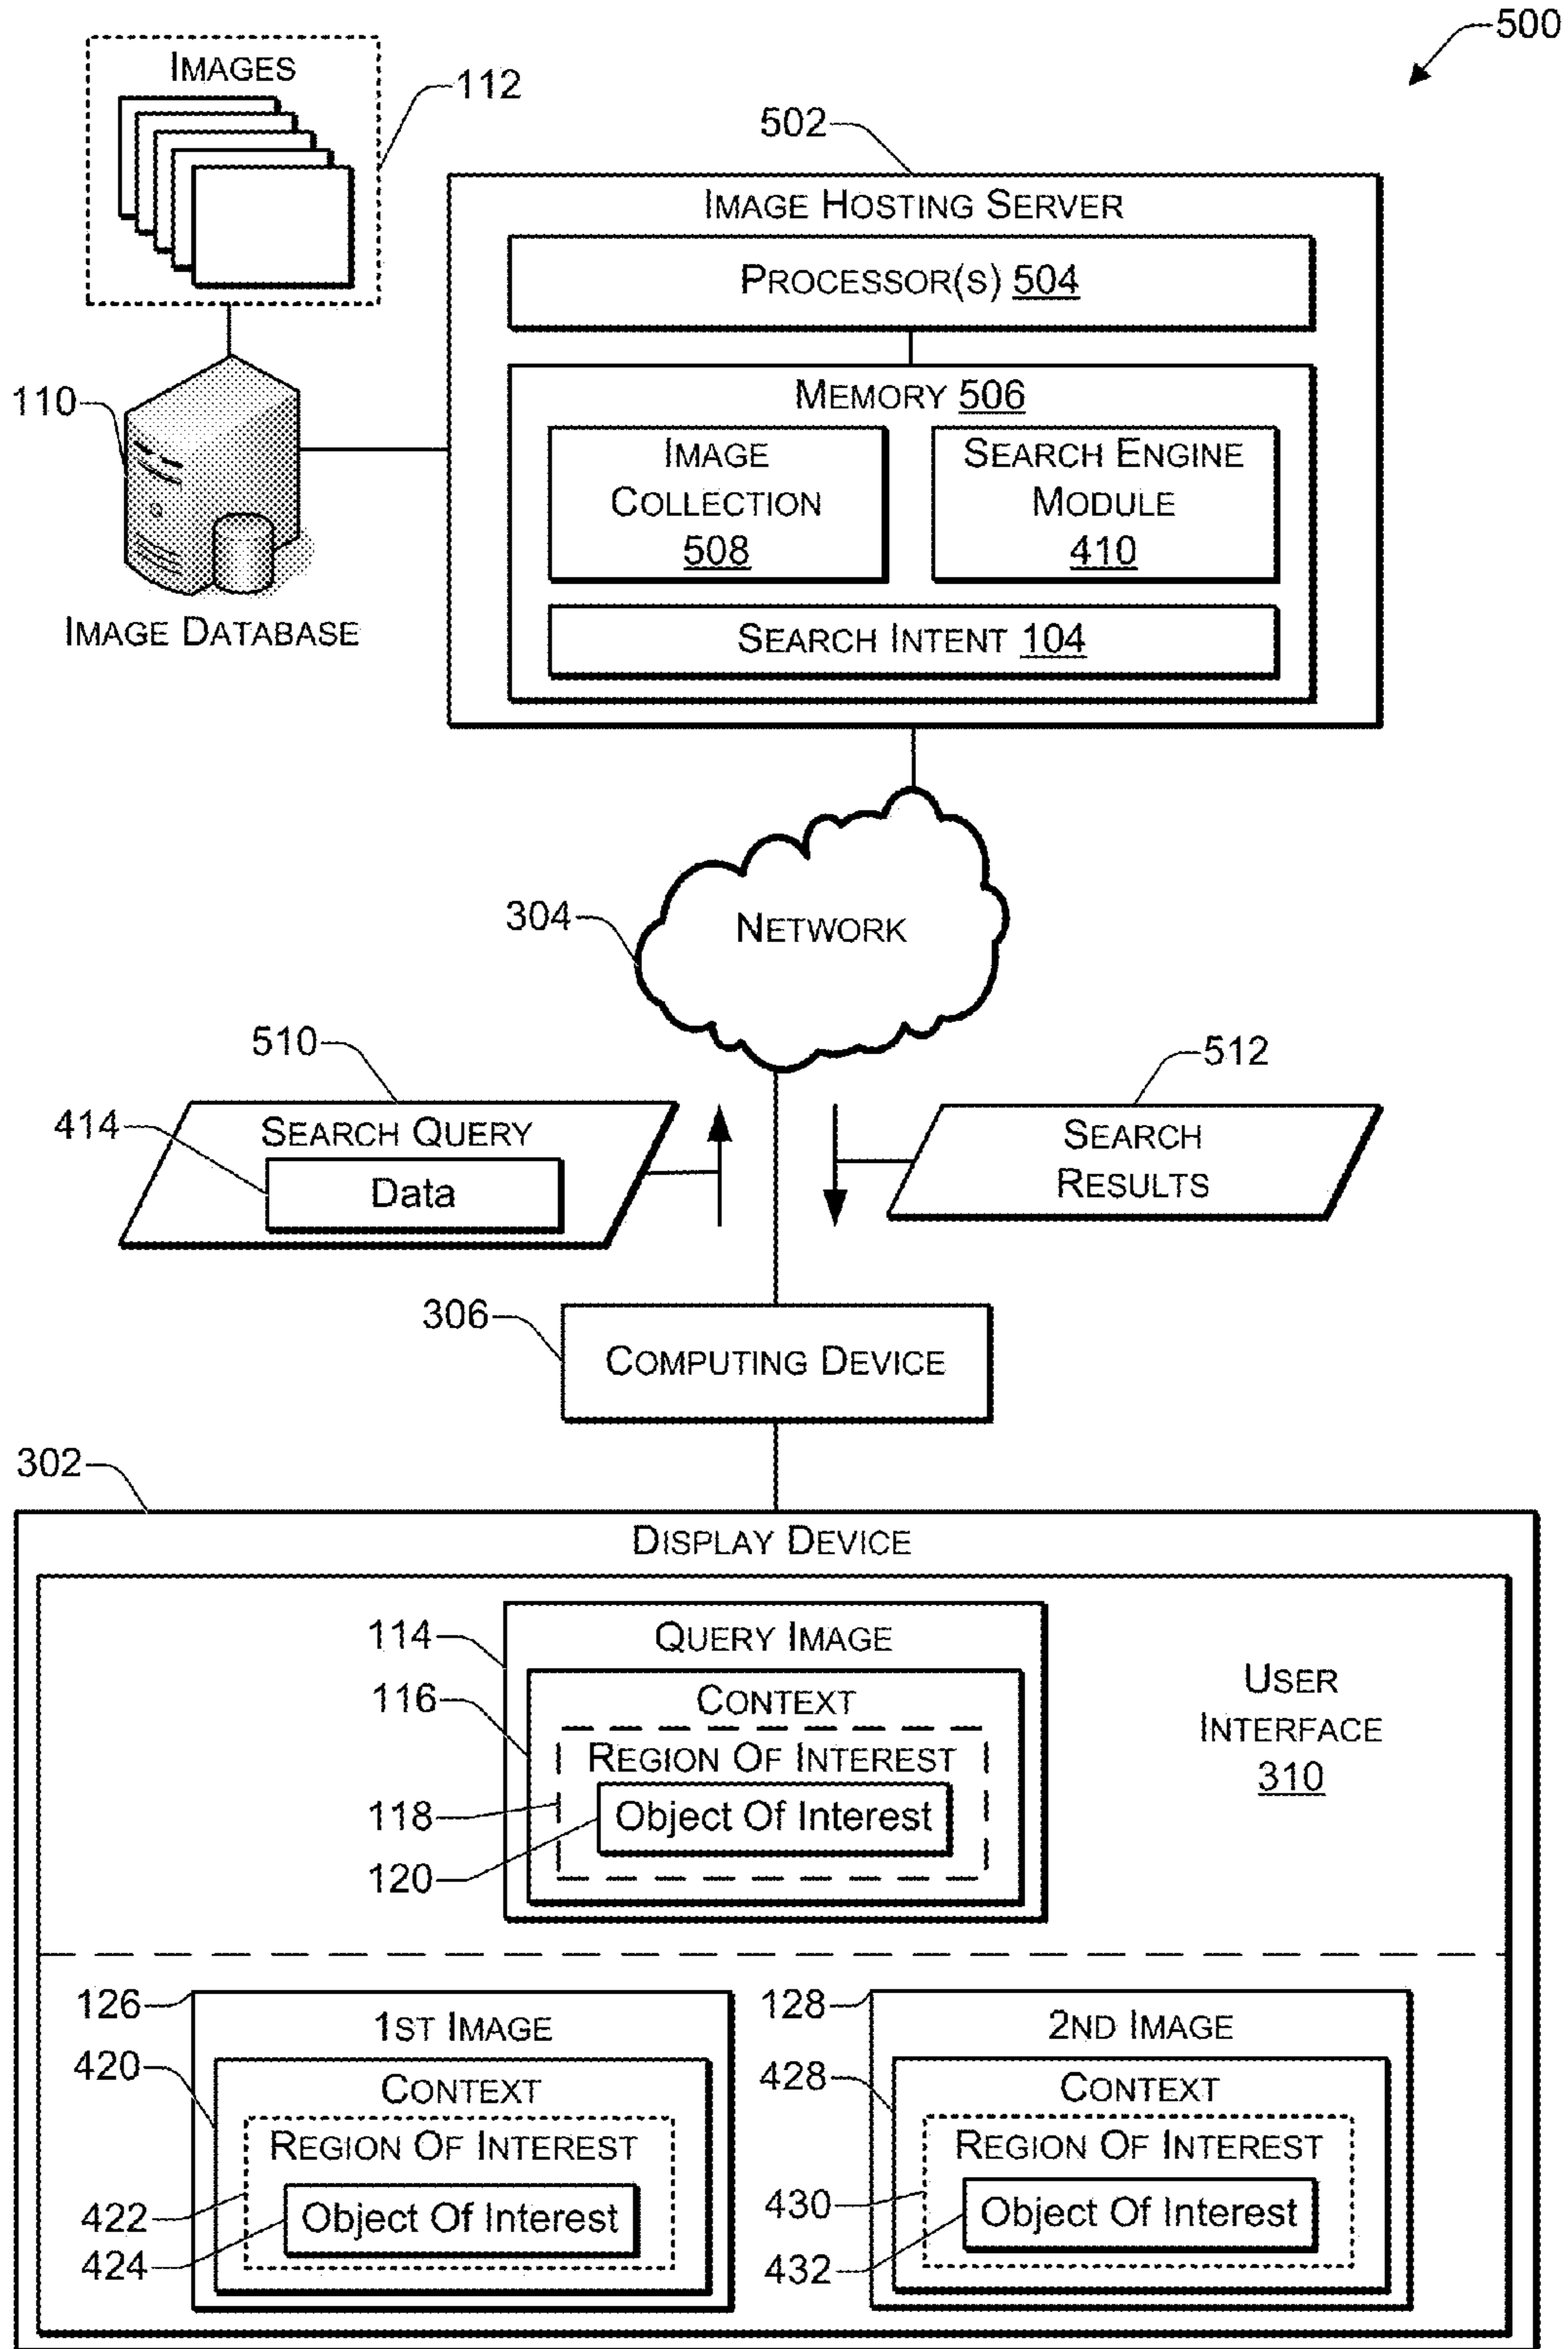 500
IMAGES
112
502
IMAGE HOSTING SERVER
PROCESSOR(S) 504
110
MEMORY 506
IMAGE
COLLECTION
508
SEARCH ENGINE
MODULE
410
IMAGE DATABASE
SEARCH INTENT 104
304
NETWORK
510
512
414
SEARCH QUERY
Data
SEARCH
RESULTS
306
COMPUTING DEVICE
302
DISPLAY DEVICE
114
QUERY IMAGE
116
CONTEXT
USER
INTERFACE
310
REGION OF INTEREST
118
Object Of Interest
120
126
1ST IMAGE
420
CONTEXT
REGION OF INTEREST
422
Object Of Interest
424
128
2ND IMAGE
428
CONTEXT
REGION OF INTEREST
430
Object Of Interest
432